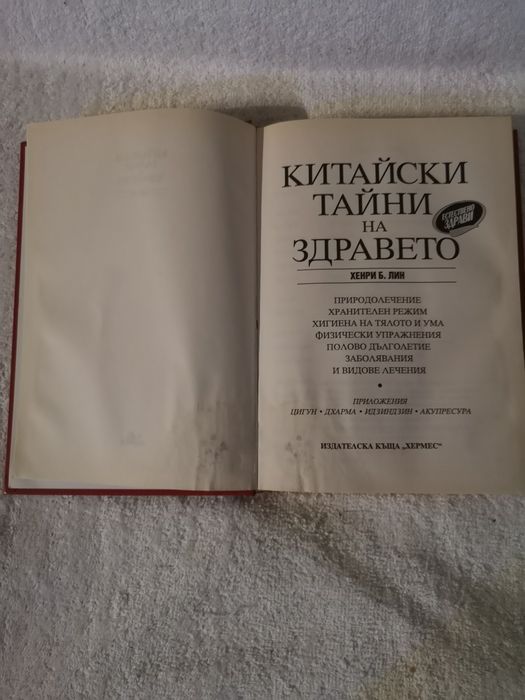 КИТАЙСКИ
ТАЙНИ
НА
ЗДРАВЕТО
ЕСТЕСТВЕНО
ЗДРАВИ
ХЕНРИ Б. ЛИН
ПРИРОДОЛЕЧЕНИЕ
ХРАНИТЕЛЕН РЕЖИМ
ХИГИЕНА НА ТЯЛОТО И УМА
ФИЗИЧЕСКИ УПРАЖНЕНИЯ
ПОЛОВО ДЪЛГОЛЕТИЕ
ЗАБОЛЯВАНИЯ
И ВИДОВЕ ЛЕЧЕНИЯ
•
ПРИЛОЖЕНИЯ
ЦИГУН • ДХАРМА • ИДЗИНДЗИН • АКУПРЕСУРА
ИЗДАТЕЛСКА КЪЩА „ХЕРМЕС“